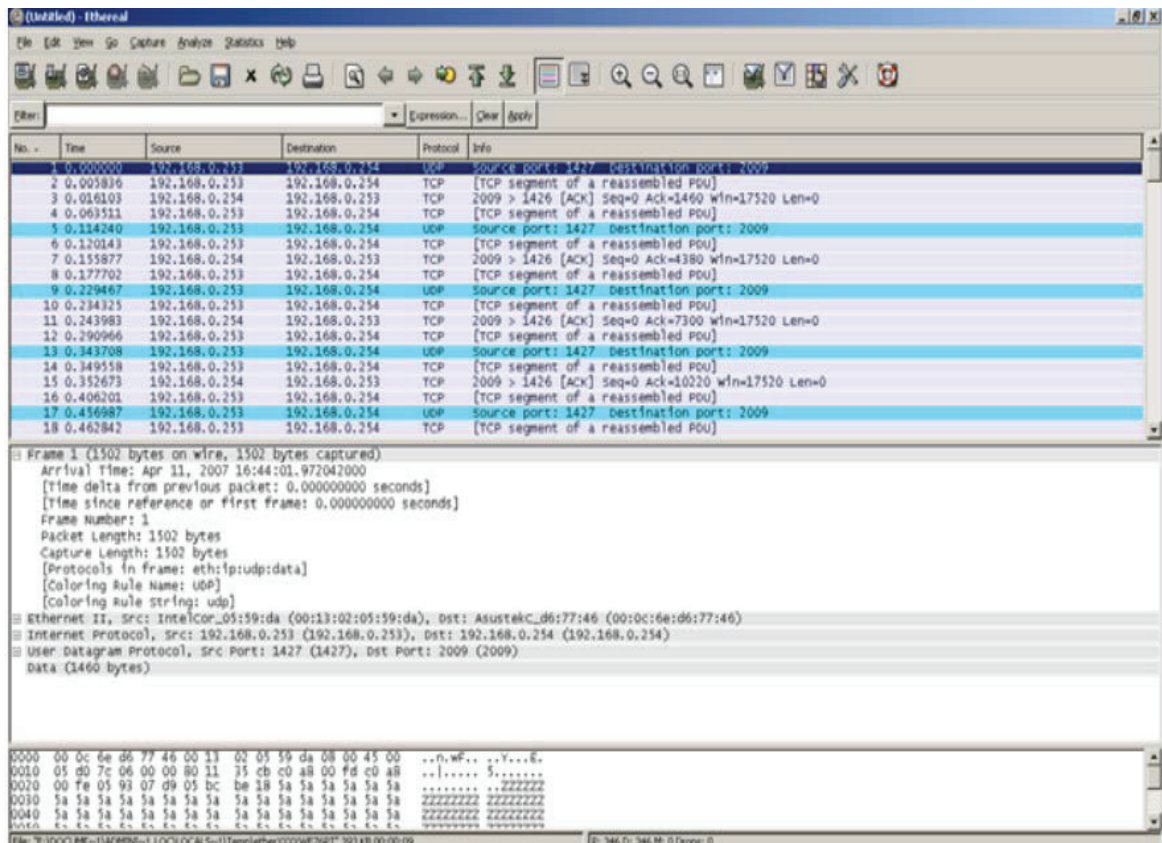 (Untitled) - Ethereal
File Edit View Go Capture Analyze Statistics Help
Filter: Expression... Clear Apply
No. . Time Source Destination Protocol Info
1 0.000000 192.168.0.253 192.168.0.254 UDP Source port: 1427 Destination port: 2009
2 0.005836 192.168.0.253 192.168.0.254 TCP [TCP segment of a reassembled PDU]
3 0.016103 192.168.0.254 192.168.0.253 TCP 2009 > 1426 [ACK] Seq=0 Ack=1460 Win=17520 Len=0
4 0.063511 192.168.0.253 192.168.0.254 TCP [TCP segment of a reassembled PDU]
5 0.114240 192.168.0.253 192.168.0.254 UDP Source port: 1427 Destination port: 2009
6 0.120143 192.168.0.253 192.168.0.254 TCP [TCP segment of a reassembled PDU]
7 0.155877 192.168.0.254 192.168.0.253 TCP 2009 > 1426 [ACK] Seq=0 Ack=4380 Win=17520 Len=0
8 0.177702 192.168.0.253 192.168.0.254 TCP [TCP segment of a reassembled PDU]
9 0.229467 192.168.0.253 192.168.0.254 UDP Source port: 1427 Destination port: 2009
10 0.234325 192.168.0.253 192.168.0.254 TCP [TCP segment of a reassembled PDU]
11 0.243983 192.168.0.254 192.168.0.253 TCP 2009 > 1426 [ACK] Seq=0 Ack=7300 Win=17520 Len=0
12 0.290966 192.168.0.253 192.168.0.254 TCP [TCP segment of a reassembled PDU]
13 0.343708 192.168.0.253 192.168.0.254 UDP Source port: 1427 Destination port: 2009
14 0.349558 192.168.0.253 192.168.0.254 TCP [TCP segment of a reassembled PDU]
15 0.352673 192.168.0.254 192.168.0.253 TCP 2009 > 1426 [ACK] Seq=0 Ack=10220 Win=17520 Len=0
16 0.406201 192.168.0.253 192.168.0.254 TCP [TCP segment of a reassembled PDU]
17 0.456987 192.168.0.253 192.168.0.254 UDP Source port: 1427 Destination port: 2009
18 0.462842 192.168.0.253 192.168.0.254 TCP [TCP segment of a reassembled PDU]
Frame 1 (1502 bytes on wire, 1502 bytes captured)
Arrival Time: Apr 11, 2007 16:44:01.972042000
[Time delta from previous packet: 0.000000000 seconds]
[Time since reference or first frame: 0.000000000 seconds]
Frame Number: 1
Packet Length: 1502 bytes
Capture Length: 1502 bytes
[Protocols in frame: eth:ip:udp:data]
[Coloring Rule Name: UDP]
[Coloring Rule String: udp]
Ethernet II, Src: IntelCor_05:59:da (00:13:02:05:59:da), Dst: AsustekC_d6:77:46 (00:0c:6e:d6:77:46)
Internet Protocol, Src: 192.168.0.253 (192.168.0.253), Dst: 192.168.0.254 (192.168.0.254)
User Datagram Protocol, Src Port: 1427 (1427), Dst Port: 2009 (2009)
Data (1460 bytes)
0000 00 0c 6e d6 77 46 00 13 02 05 59 da 08 00 45 00 ..n.wF.. ..Y...E.
0010 05 d0 7c 06 00 00 80 11 35 cb c0 a8 00 fd c0 a8 ..|..... 5.......
0020 00 fe 05 93 07 d9 05 bc be 18 5a 5a 5a 5a 5a 5a ........ ..ZZZZZZ
0030 5a 5a 5a 5a 5a 5a 5a 5a 5a 5a 5a 5a 5a 5a 5a 5a ZZZZZZZZ ZZZZZZZZ
0040 5a 5a 5a 5a 5a 5a 5a 5a 5a 5a 5a 5a 5a 5a 5a 5a ZZZZZZZZ ZZZZZZZZ